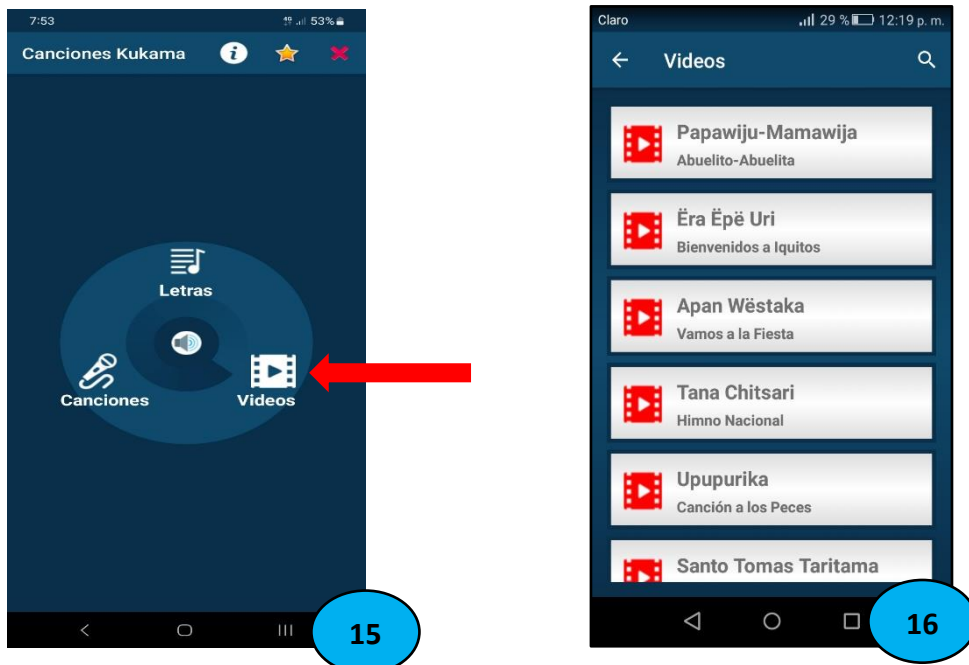 7:53
53%
Canciones Kukama
Letras
Canciones
Videos
15
Claro
29 % 12:19 p. m.
Videos
Papawiju-Mamawija
Abuelito-Abuelita
Ëra Ëpë Uri
Bienvenidos a Iquitos
Apan Wëstaka
Vamos a la Fiesta
Tana Chitsari
Himno Nacional
Upupurika
Canción a los Peces
Santo Tomas Taritama
16